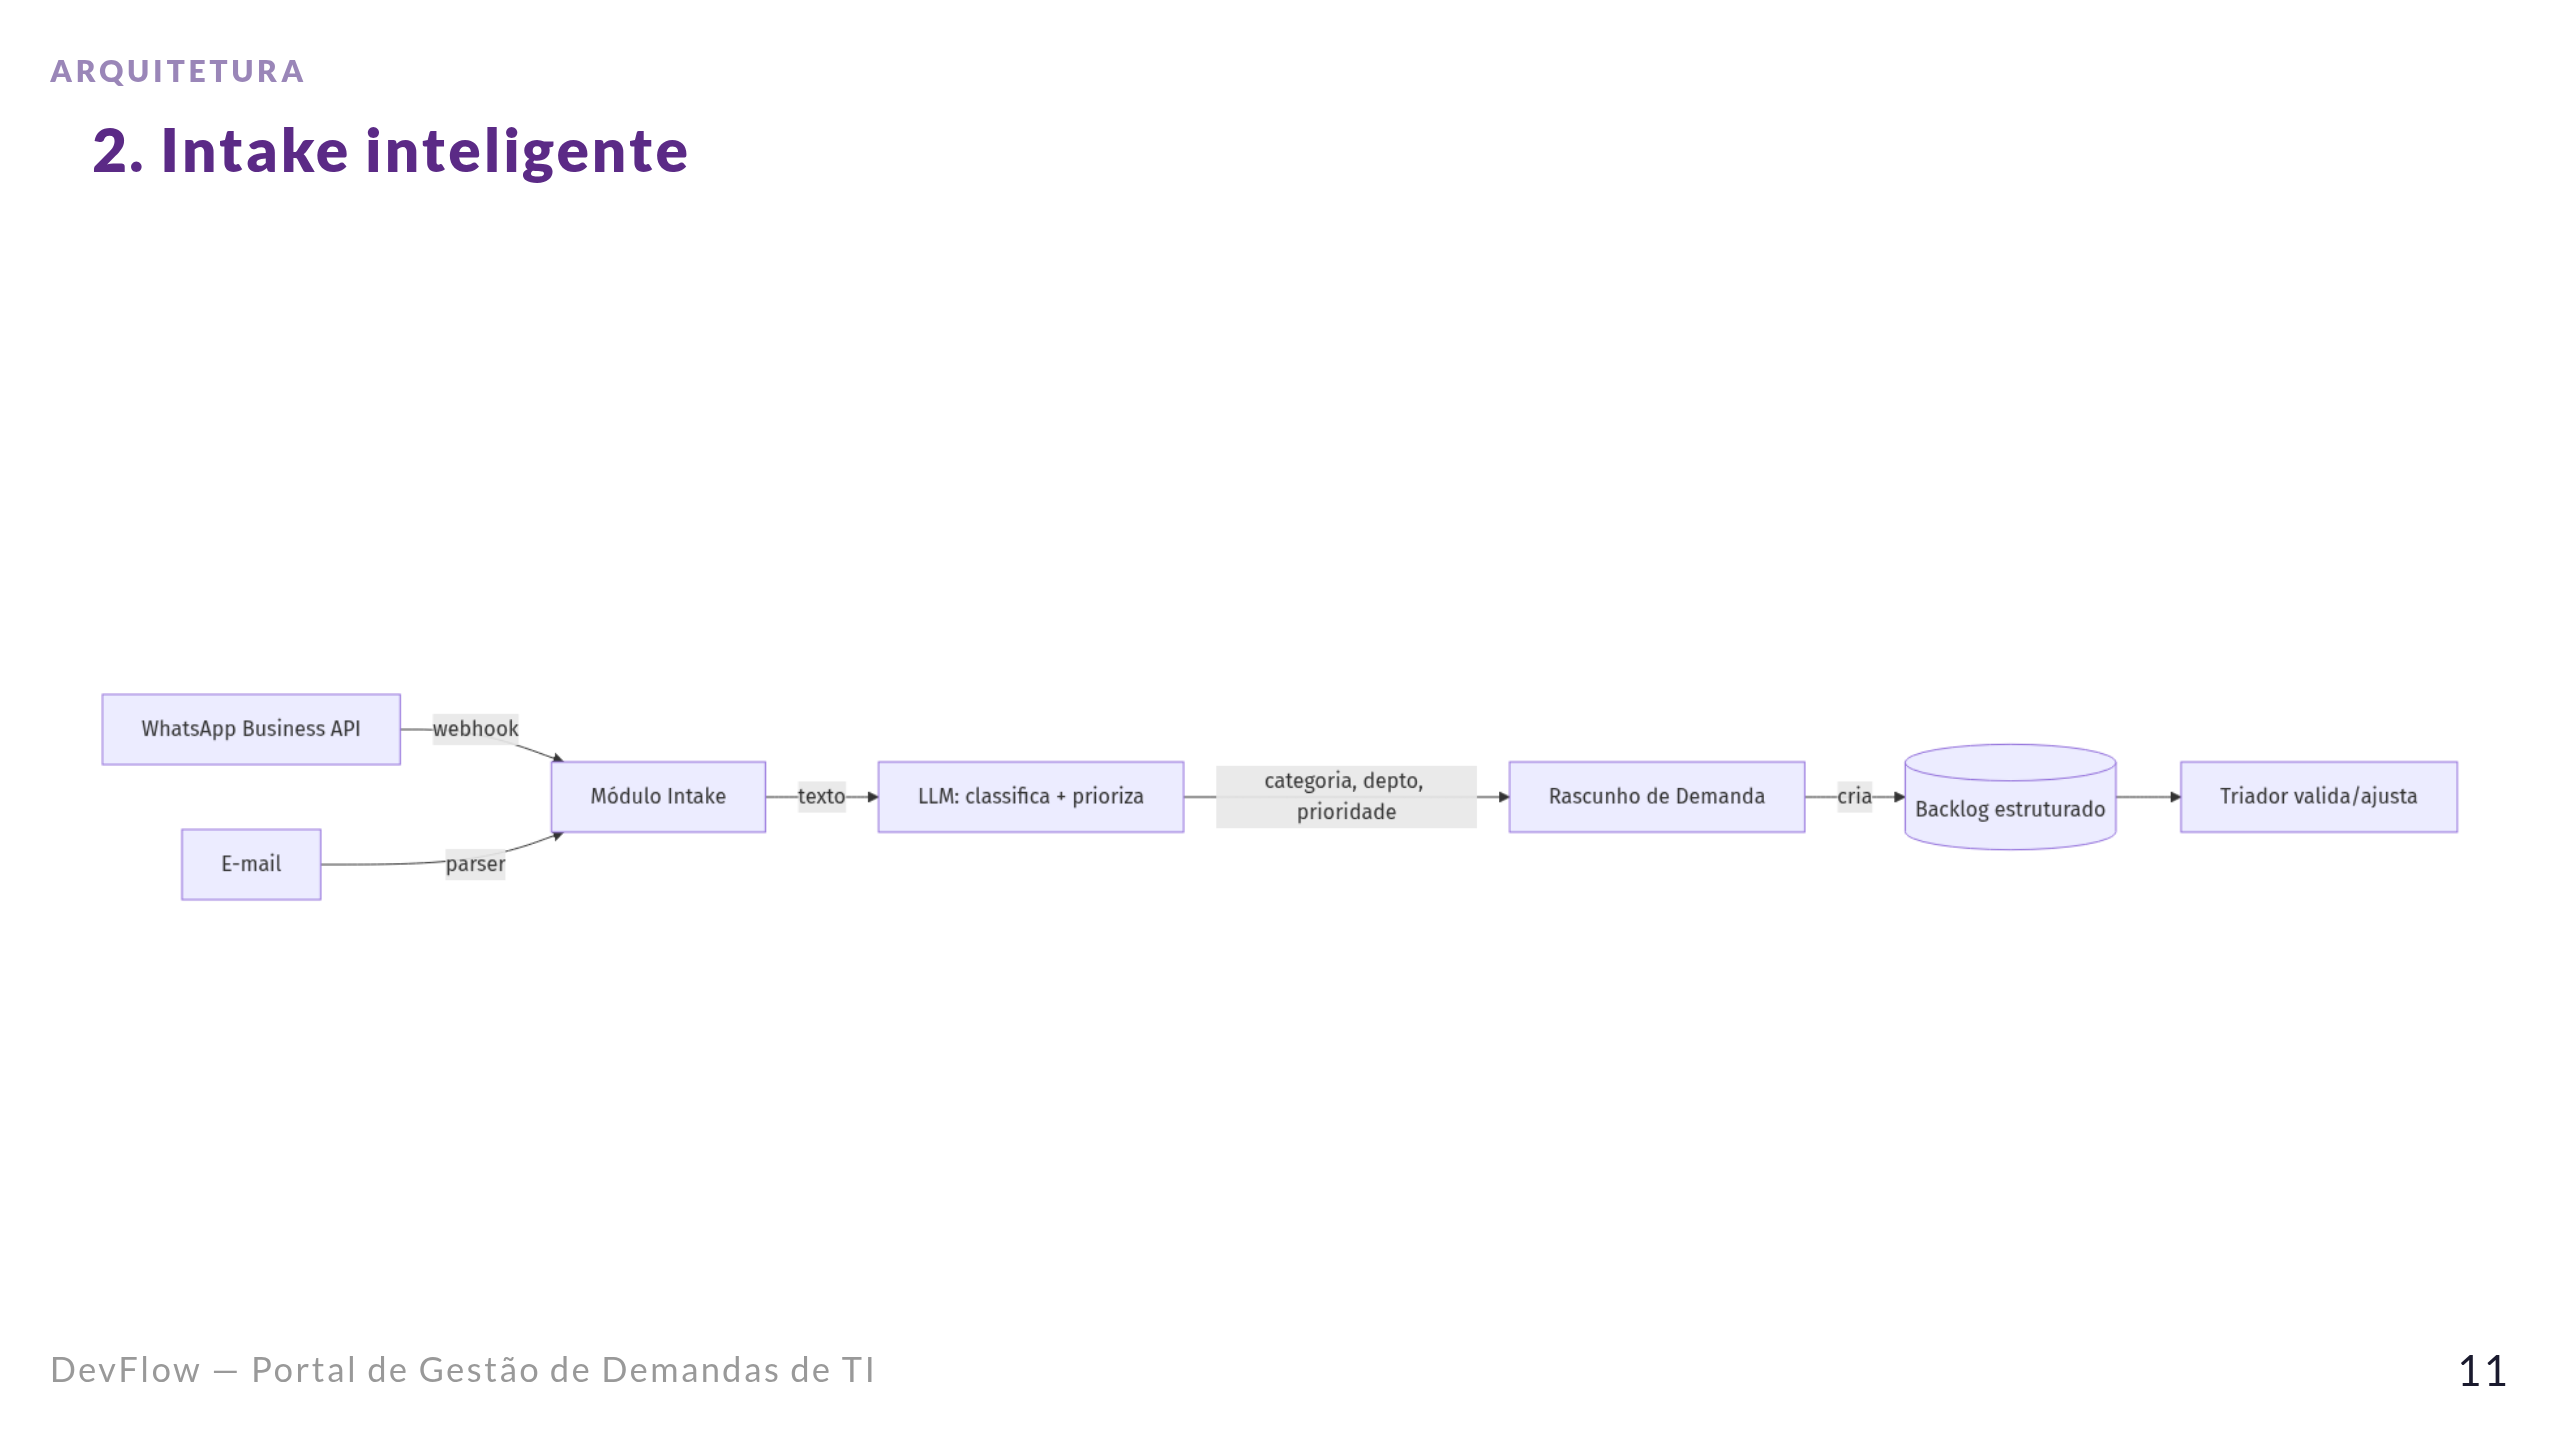 ARQUITETURA
2. Intake inteligente
WhatsApp Business API
webhook
E-mail
parser
Módulo Intake
texto
LLM: classifica + prioriza
categoria, depto,
prioridade
Rascunho de Demanda
cria
Backlog estruturado
Triador valida/ajusta
DevFlow — Portal de Gestão de Demandas de TI
11